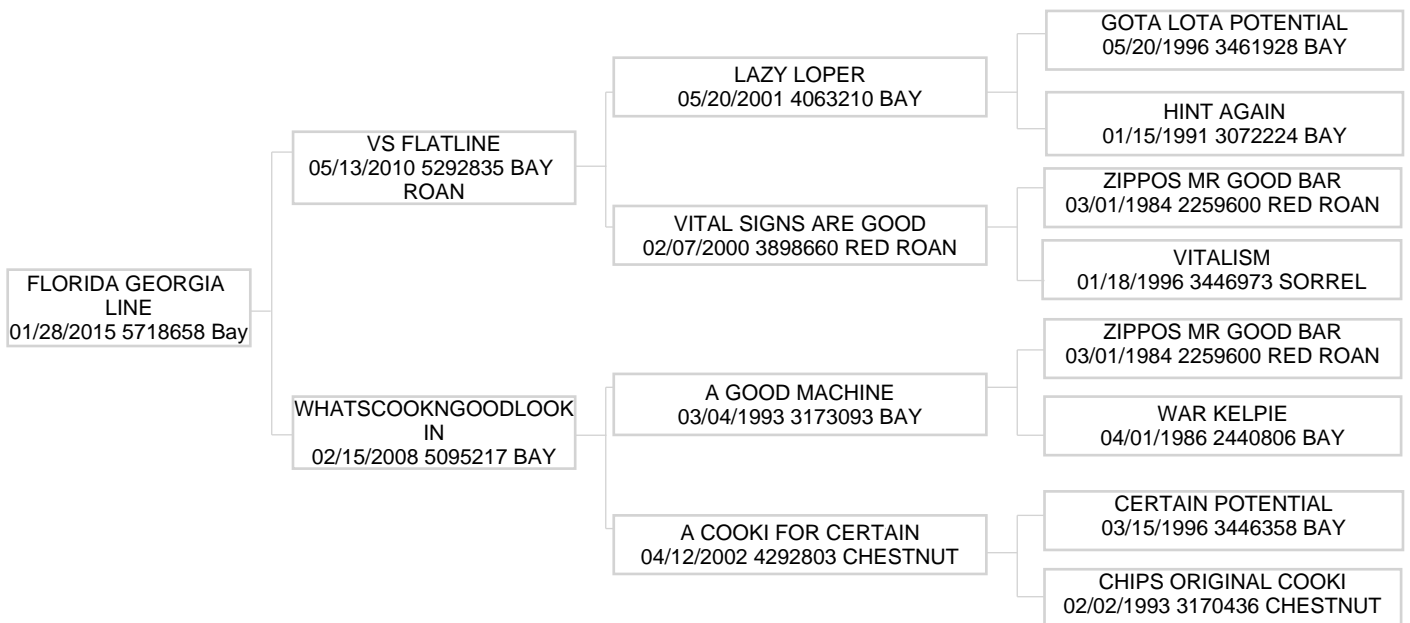 FLORIDA GEORGIA
LINE
01/28/2015 5718658 Bay
VS FLATLINE
05/13/2010 5292835 BAY
ROAN
WHATSCOOKNGOODLOOK
IN
02/15/2008 5095217 BAY
LAZY LOPER
05/20/2001 4063210 BAY
VITAL SIGNS ARE GOOD
02/07/2000 3898660 RED ROAN
A GOOD MACHINE
03/04/1993 3173093 BAY
A COOKI FOR CERTAIN
04/12/2002 4292803 CHESTNUT
GOTA LOTA POTENTIAL
05/20/1996 3461928 BAY
HINT AGAIN
01/15/1991 3072224 BAY
ZIPPOS MR GOOD BAR
03/01/1984 2259600 RED ROAN
VITALISM
01/18/1996 3446973 SORREL
ZIPPOS MR GOOD BAR
03/01/1984 2259600 RED ROAN
WAR KELPIE
04/01/1986 2440806 BAY
CERTAIN POTENTIAL
03/15/1996 3446358 BAY
CHIPS ORIGINAL COOKI
02/02/1993 3170436 CHESTNUT